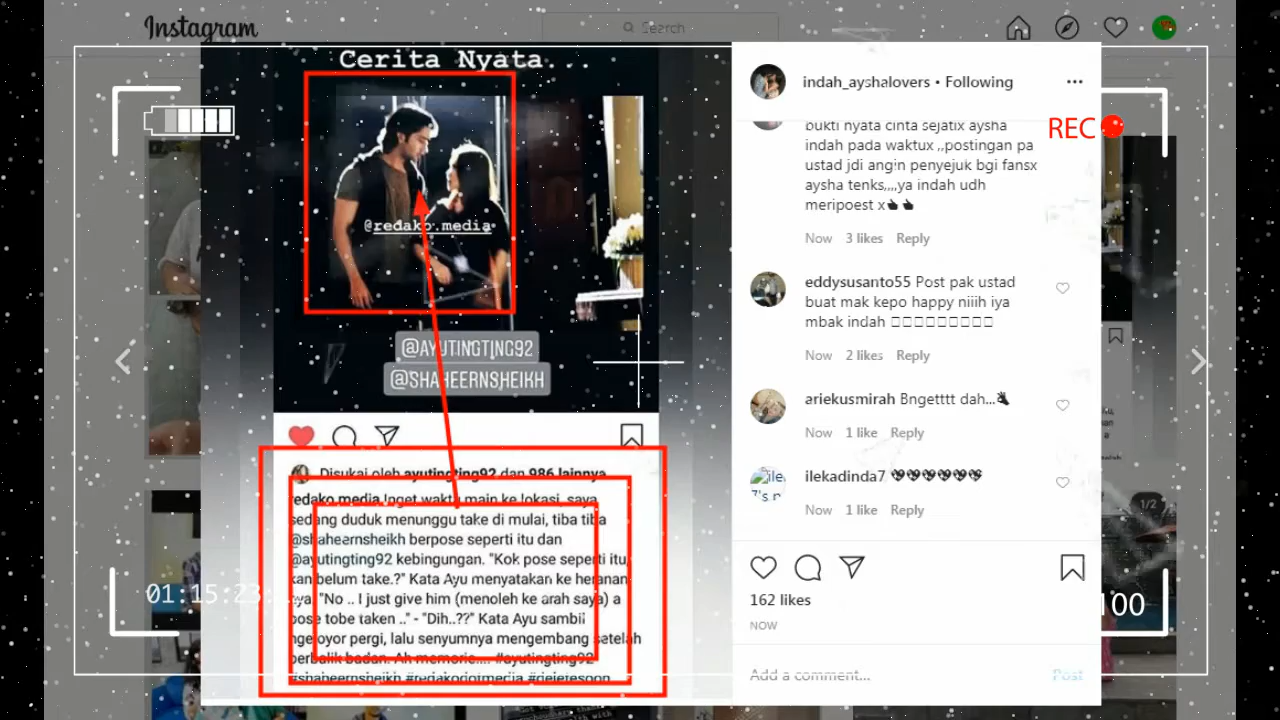 Instagram
Search
Cerita Nyata...
@redako.media
@AYUTINGTING92
@SHAHEERNSHEIKH
Disukai oleh ayutingting92 dan 986 lainnya
redako.media Inget waktu main ke lokasi, saya
sedang duduk menunggu take di mulai, tiba tiba
@shaheernsheikh berpose seperti itu dan
@ayutingting92 kebingungan. "Kok pose seperti itu,
kan belum take.?" Kata Ayu menyatakan ke heranan
nya. "No .. I just give him (menoleh ke arah saya) a
pose tobe taken .." - "Dih..??" Kata Ayu sambil
ngeloyor pergi, lalu senyumnya mengembang setelah
berbalik badan. Ah memorie.... #ayutingting92
#shaheernsheikh #redakodotmedia #deletesoon
indah_ayshalovers • Following
bukti nyata cinta sejatix aysha
indah pada waktux ,,postingan pa
ustad jdi angin penyejuk bgi fansx
aysha tenks,,,,ya indah udh
meripoest x
Now 3 likes Reply
eddysusanto55 Post pak ustad
buat mak kepo happy niiih iya
mbak indah
Now 2 likes Reply
ariekusmirah Bngetttt dah...
Now 1 like Reply
ilekadinda7
Now 1 like Reply
162 likes
NOW
Add a comment...
Post
REC
01:15:23
100
1/2